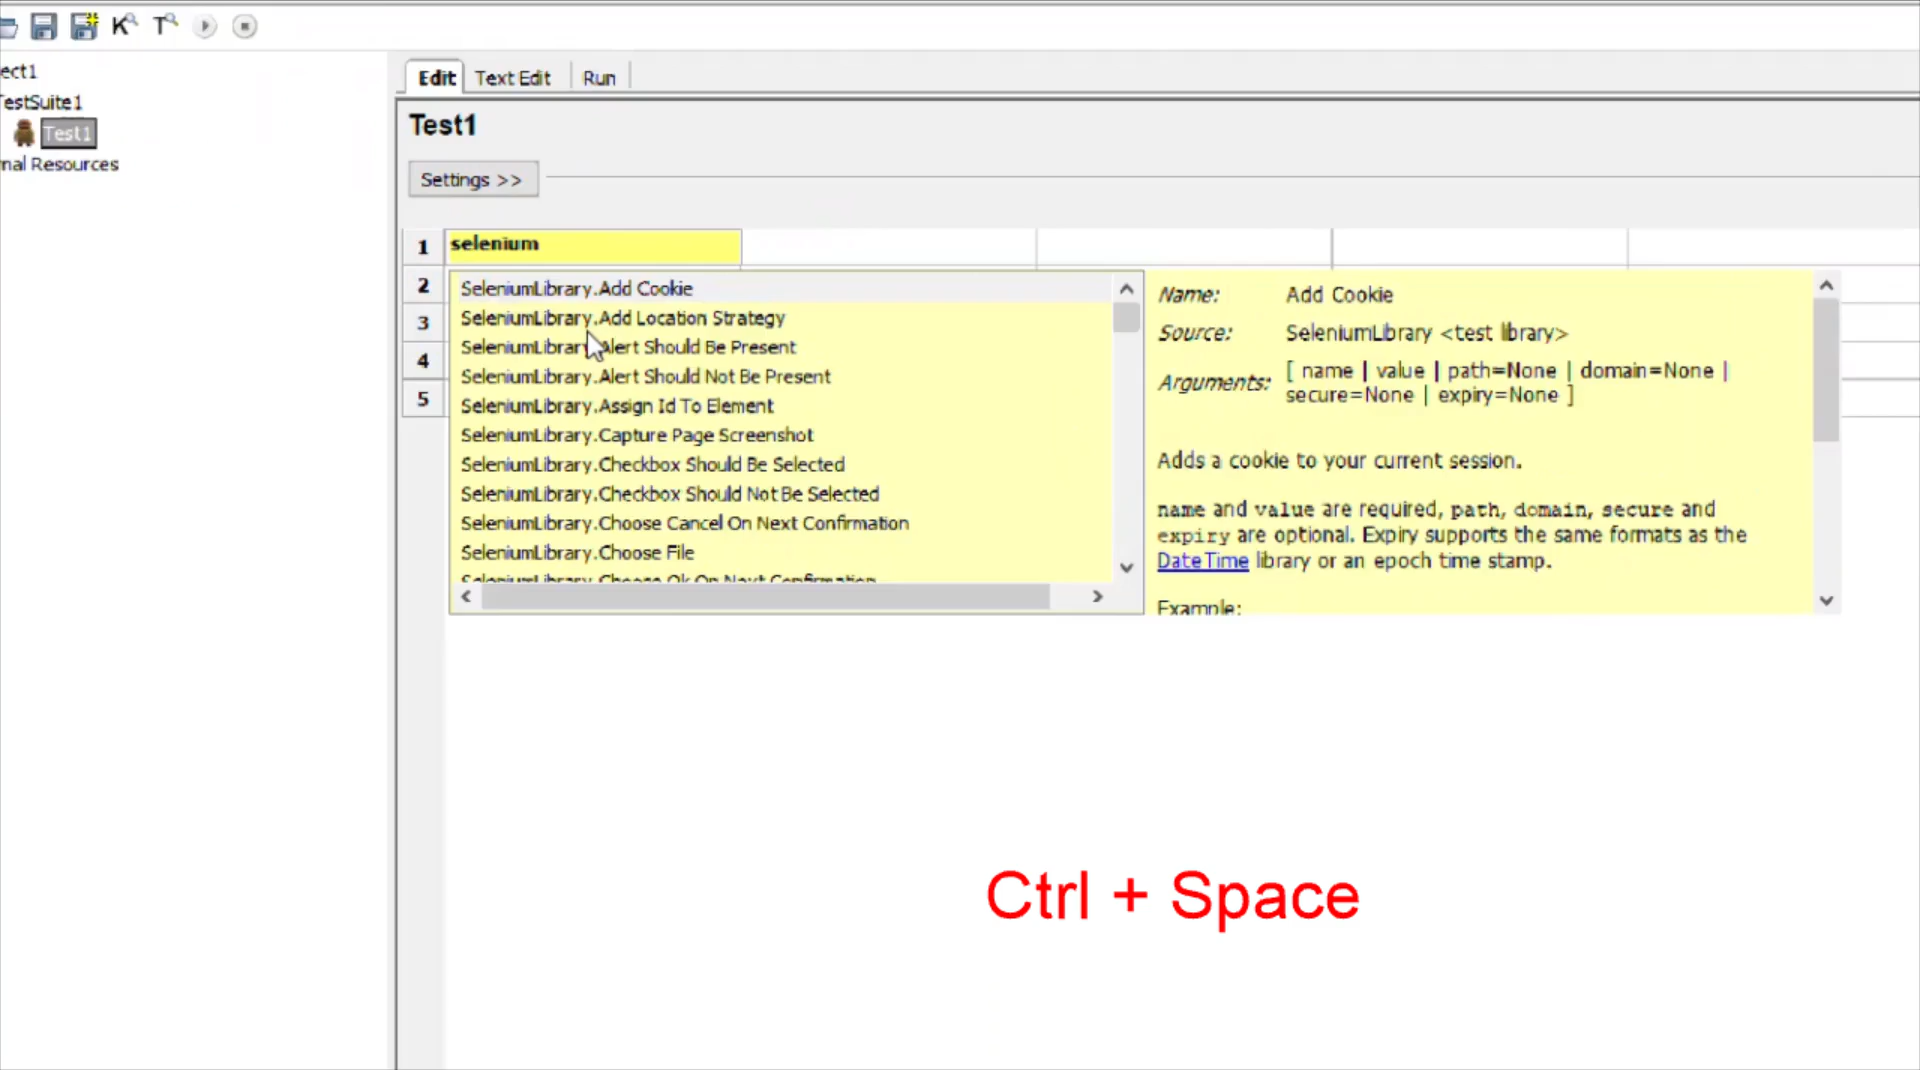 K T
ect1
TestSuite1
Test1
nal Resources
Edit Text Edit Run
Test1
Settings >>
1 selenium
2
3
4
5
SeleniumLibrary.Add Cookie
SeleniumLibrary.Add Location Strategy
SeleniumLibrary.Alert Should Be Present
SeleniumLibrary.Alert Should Not Be Present
SeleniumLibrary.Assign Id To Element
SeleniumLibrary.Capture Page Screenshot
SeleniumLibrary.Checkbox Should Be Selected
SeleniumLibrary.Checkbox Should Not Be Selected
SeleniumLibrary.Choose Cancel On Next Confirmation
SeleniumLibrary.Choose File
SeleniumLibrary.Choose Ok On Next Confirmation
Name: Add Cookie
Source: SeleniumLibrary <test library>
Arguments: [ name | value | path=None | domain=None |
secure=None | expiry=None ]
Adds a cookie to your current session.
name and value are required, path, domain, secure and
expiry are optional. Expiry supports the same formats as the
DateTime library or an epoch time stamp.
Example:
Ctrl + Space